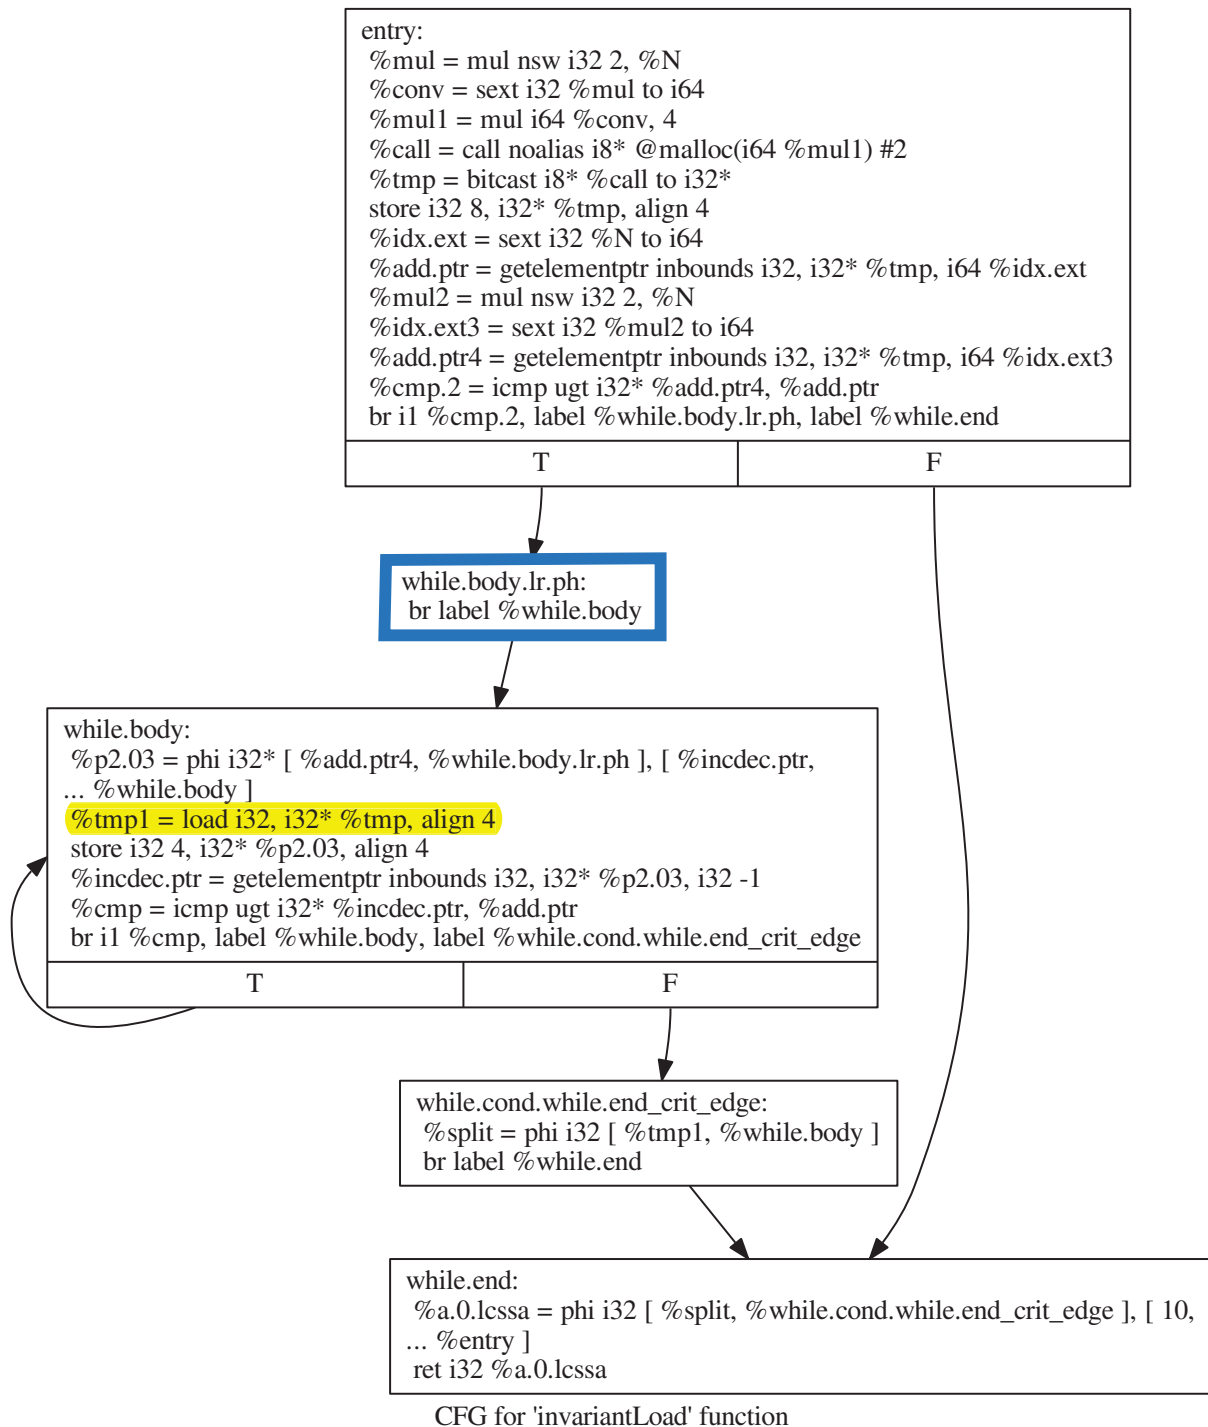 entry:
%mul = mul nsw i32 2, %N
%conv = sext i32 %mul to i64
%mul1 = mul i64 %conv, 4
%call = call noalias i8* @malloc(i64 %mul1) #2
%tmp = bitcast i8* %call to i32*
store i32 8, i32* %tmp, align 4
%idx.ext = sext i32 %N to i64
%add.ptr = getelementptr inbounds i32, i32* %tmp, i64 %idx.ext
%mul2 = mul nsw i32 2, %N
%idx.ext3 = sext i32 %mul2 to i64
%add.ptr4 = getelementptr inbounds i32, i32* %tmp, i64 %idx.ext3
%cmp.2 = icmp ugt i32* %add.ptr4, %add.ptr
br i1 %cmp.2, label %while.body.lr.ph, label %while.end
T F
while.body.lr.ph:
br label %while.body
while.body:
%p2.03 = phi i32* [ %add.ptr4, %while.body.lr.ph ], [ %incdec.ptr,
... %while.body ]
%tmp1 = load i32, i32* %tmp, align 4
store i32 4, i32* %p2.03, align 4
%incdec.ptr = getelementptr inbounds i32, i32* %p2.03, i32 -1
%cmp = icmp ugt i32* %incdec.ptr, %add.ptr
br i1 %cmp, label %while.body, label %while.cond.while.end_crit_edge
T F
while.cond.while.end_crit_edge:
%split = phi i32 [ %tmp1, %while.body ]
br label %while.end
while.end:
%a.0.lcssa = phi i32 [ %split, %while.cond.while.end_crit_edge ], [ 10,
... %entry ]
ret i32 %a.0.lcssa
CFG for 'invariantLoad' function